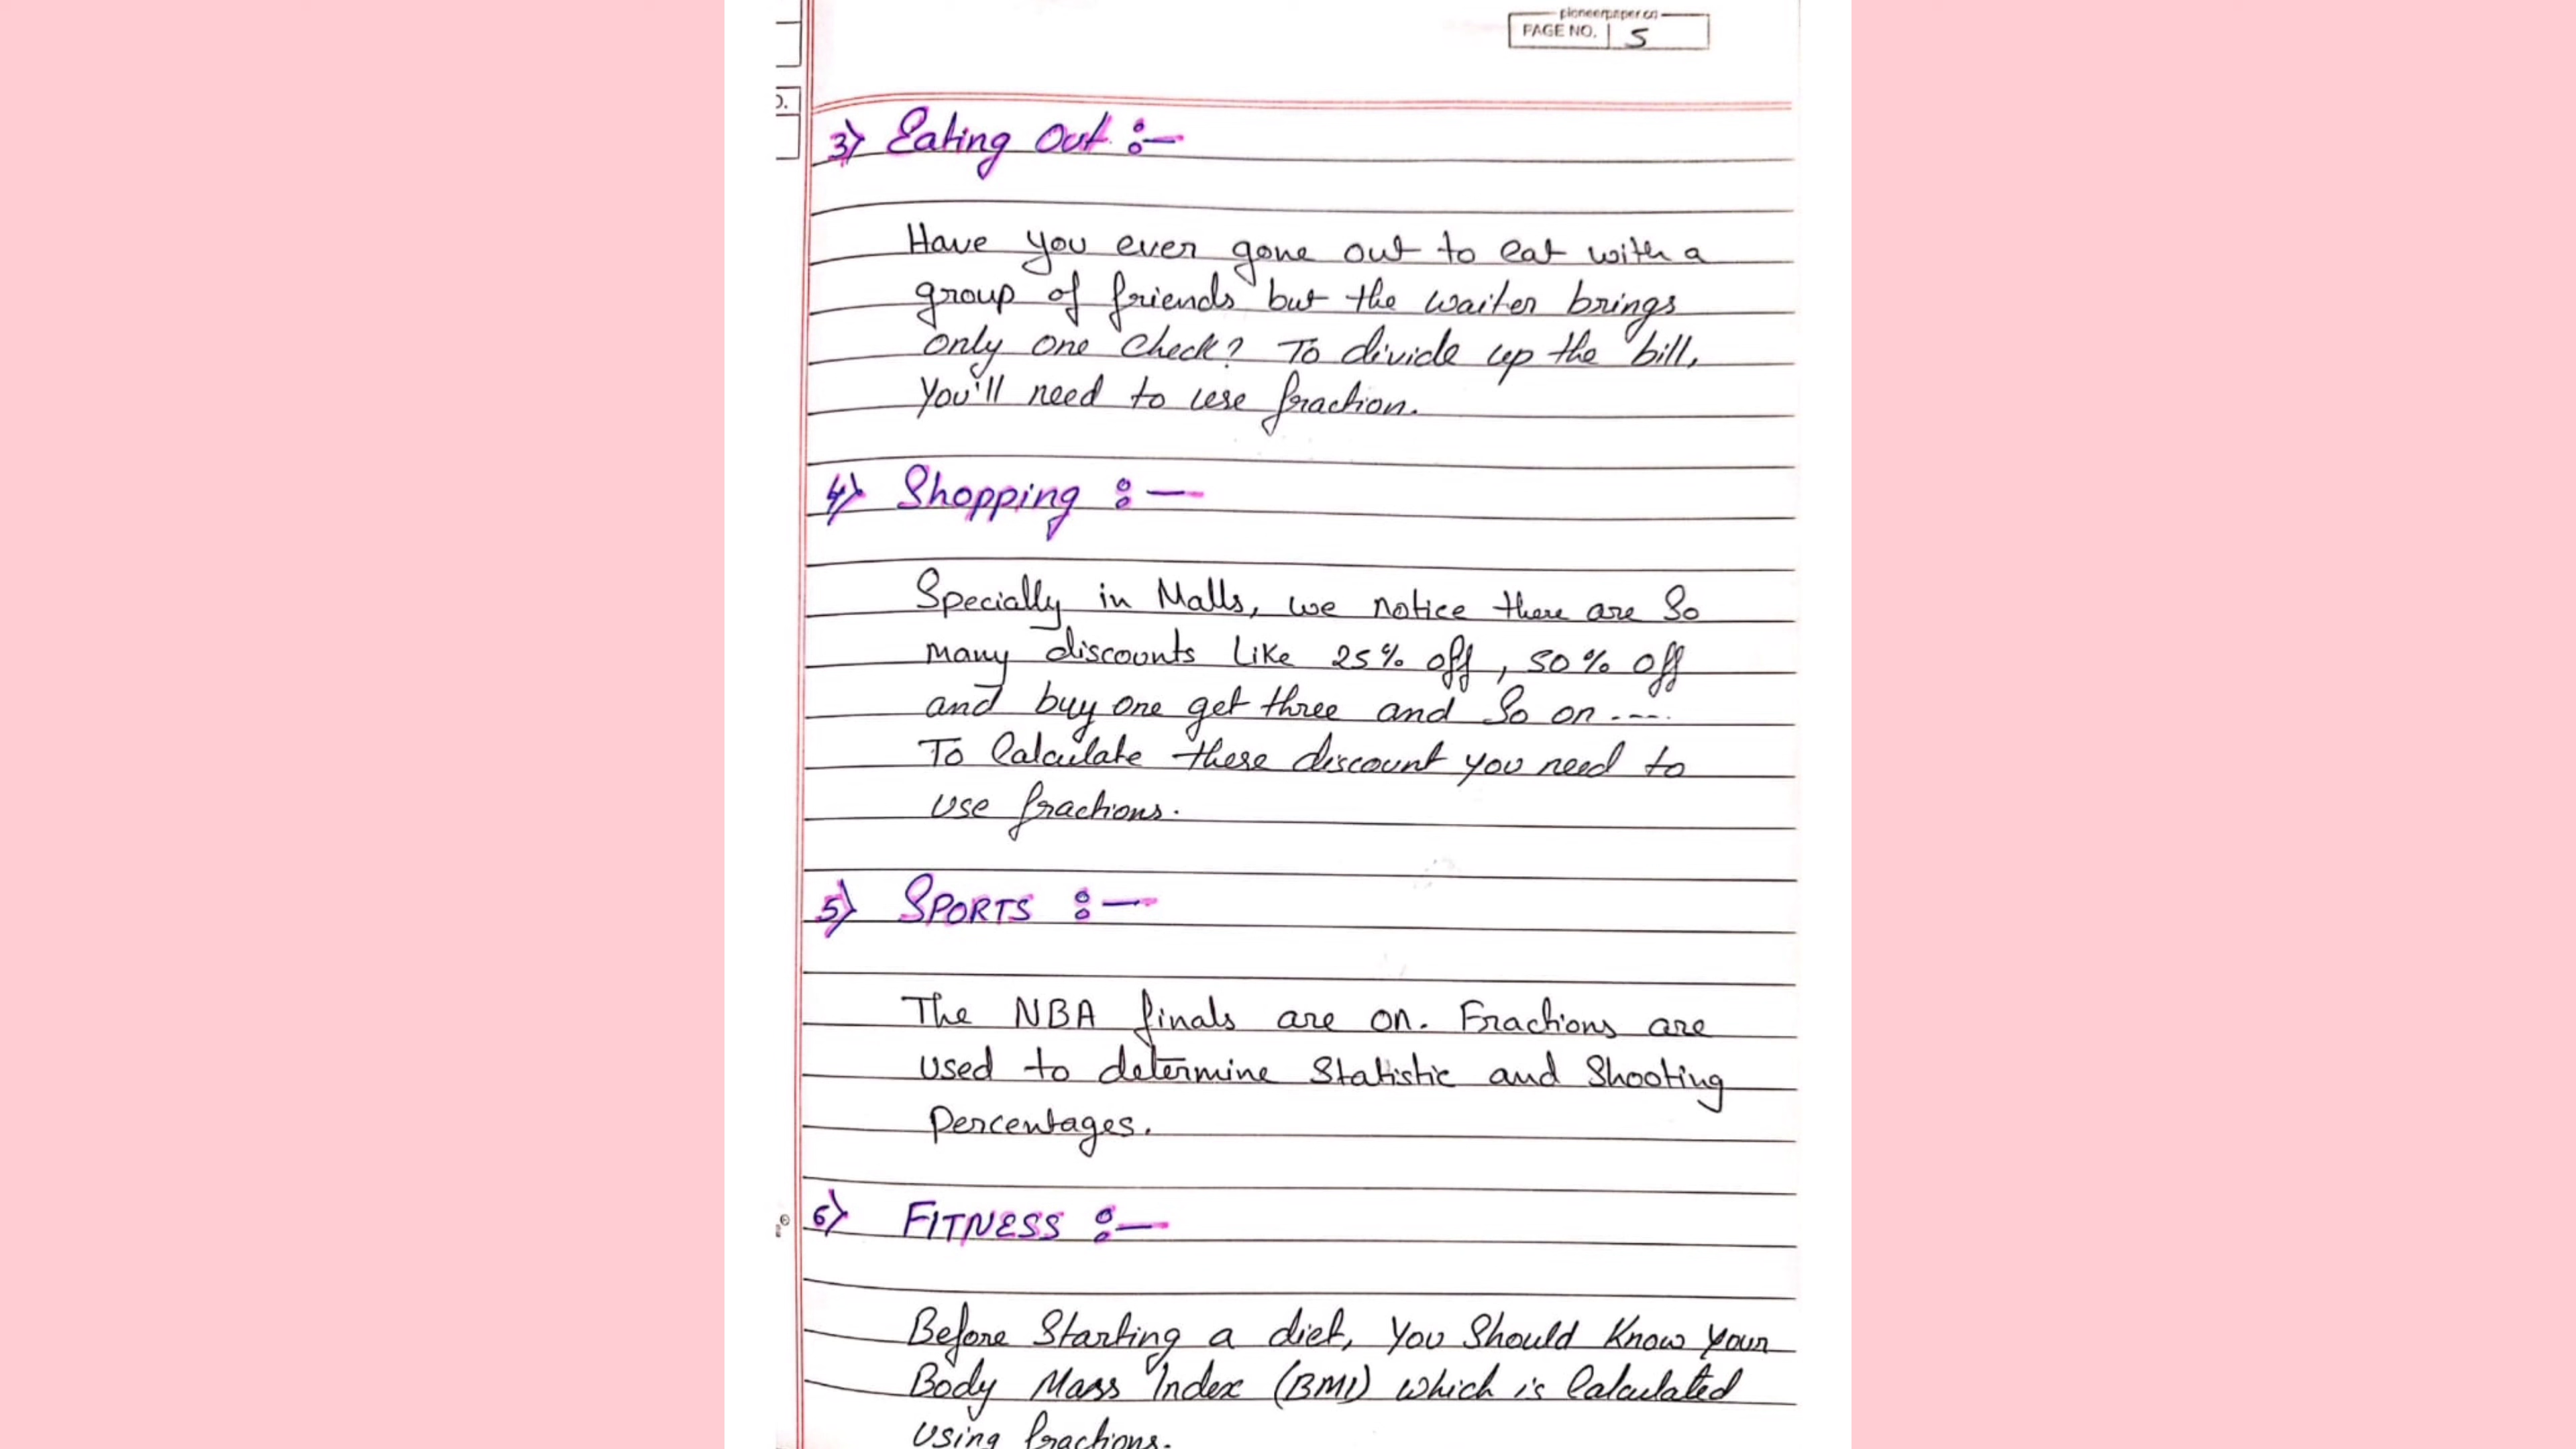 pioneerpaper.co
PAGE NO. 5
3) Eating Out :-
Have you ever gone out to eat with a
group of friends but the waiter brings
only one check? To divide up the bill,
You'll need to use fraction.
4) Shopping :-
Specially in Malls, we notice there are So
many discounts Like 25% off, 50% off
and buy one get three and So on ----
To Calculate these discount you need to
use fractions.
5) SPORTS :-
The NBA finals are on. Fractions are
used to determine Statistic and Shooting
Percentages.
6) FITNESS :-
Before Starting a diet, You Should Know Your
Body Mass Index (BMI) which is Calculated
using fractions.